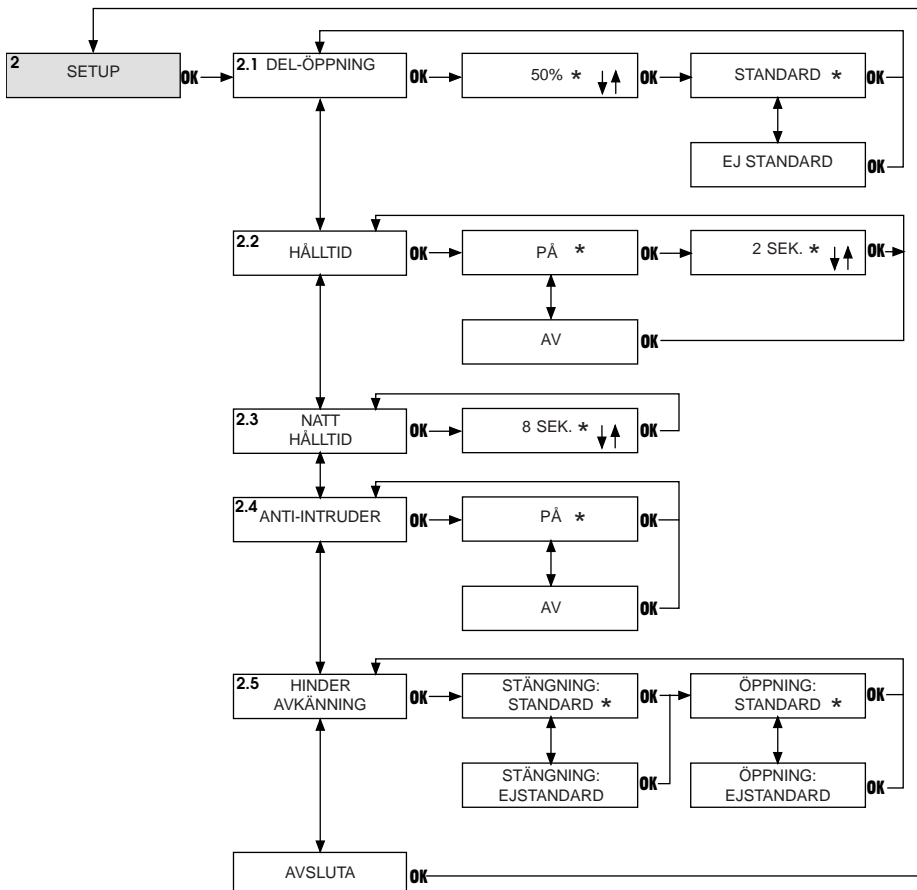 2
SETUP
OK
2.1 DEL-ÖPPNING
OK
50% *
OK
STANDARD *
OK
EJ STANDARD
OK
2.2
HÅLLTID
OK
PÅ *
OK
2 SEK. *
OK
AV
OK
2.3
NATT
HÅLLTID
OK
8 SEK. *
OK
2.4
ANTI-INTRUDER
OK
PÅ *
OK
AV
OK
2.5
HINDER
AVKÄNNING
OK
STÄNGNING:
STANDARD *
OK
ÖPPNING:
STANDARD *
OK
STÄNGNING:
EJSTANDARD
OK
ÖPPNING:
EJSTANDARD
OK
AVSLUTA
OK